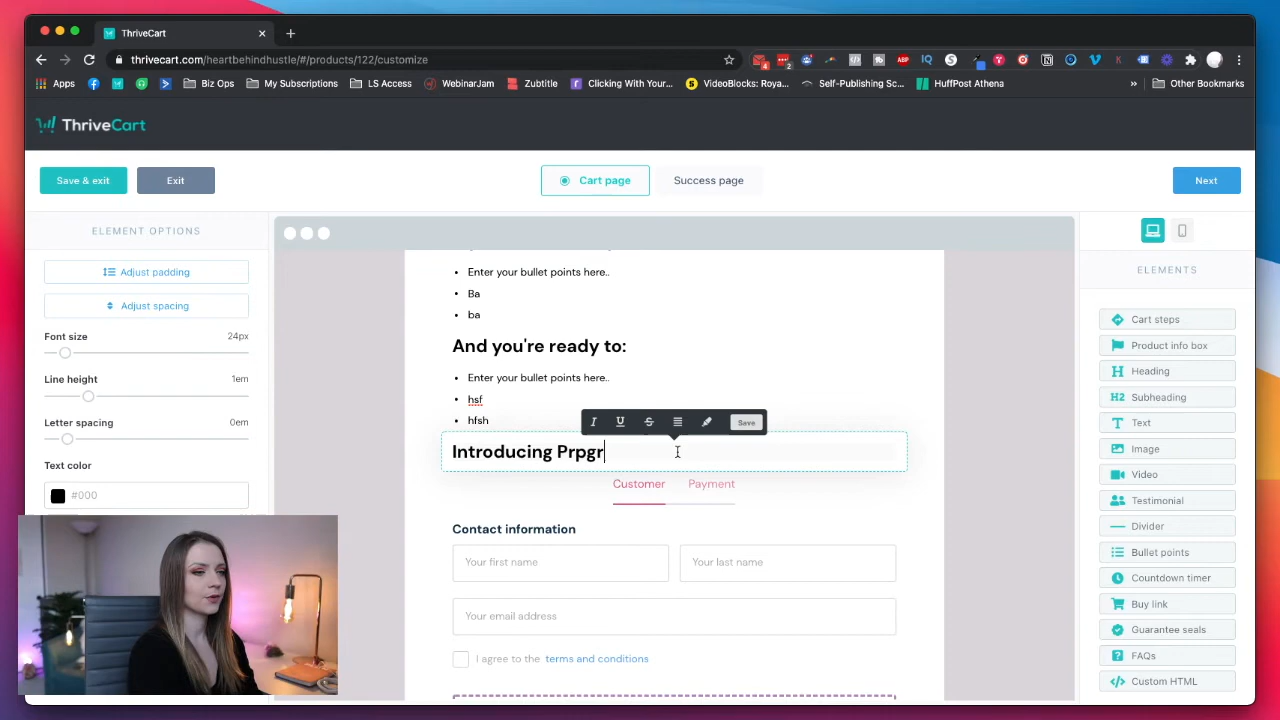 ThriveCart
thrivecart.com/heartbehindhustle/#/products/122/customize
Apps
Biz Ops
My Subscriptions
LS Access
WebinarJam
Zubtitle
Clicking With Your...
VideoBlocks: Roya...
Self-Publishing Sc...
HuffPost Athena
»
Other Bookmarks
ThriveCart
Save & exit
Exit
Cart page
Success page
Next
ELEMENT OPTIONS
Adjust padding
Adjust spacing
Font size
24px
Line height
1em
Letter spacing
0em
Text color
#000
• Enter your bullet points here..
• Ba
• ba
And you're ready to:
• Enter your bullet points here..
• hsf
• hfsh
I U S Save
Introducing Prpgr
Customer
Payment
Contact information
Your first name
Your last name
Your email address
I agree to the terms and conditions
ELEMENTS
Cart steps
Product info box
H Heading
H2 Subheading
T Text
Image
Video
Testimonial
Divider
Bullet points
Countdown timer
Buy link
Guarantee seals
FAQs
Custom HTML